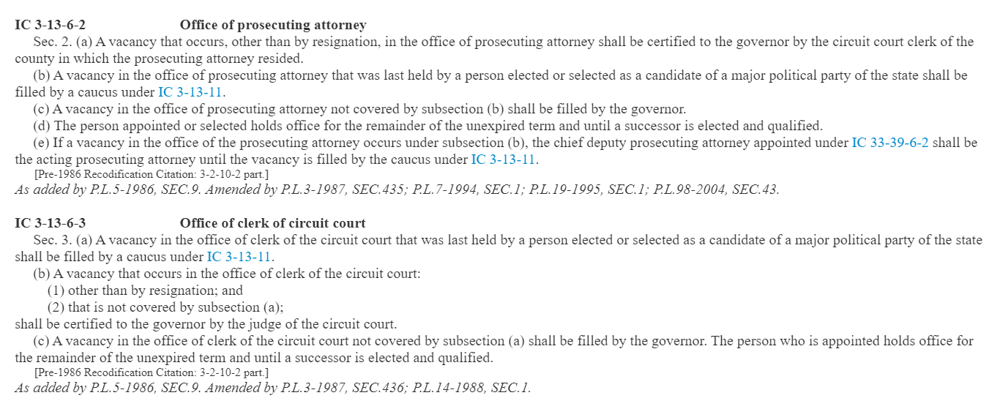 IC 3-13-6-2 Office of prosecuting attorney
Sec. 2. (a) A vacancy that occurs, other than by resignation, in the office of prosecuting attorney shall be certified to the governor by the circuit court clerk of the
county in which the prosecuting attorney resided.
(b) A vacancy in the office of prosecuting attorney that was last held by a person elected or selected as a candidate of a major political party of the state shall be
filled by a caucus under IC 3-13-11.
(c) A vacancy in the office of prosecuting attorney not covered by subsection (b) shall be filled by the governor.
(d) The person appointed or selected holds office for the remainder of the unexpired term and until a successor is elected and qualified.
(e) If a vacancy in the office of the prosecuting attorney occurs under subsection (b), the chief deputy prosecuting attorney appointed under IC 33-39-6-2 shall be
the acting prosecuting attorney until the vacancy is filled by the caucus under IC 3-13-11.
[Pre-1986 Recodification Citation: 3-2-10-2 part.]
As added by P.L.5-1986, SEC.9. Amended by P.L.3-1987, SEC.435; P.L.7-1994, SEC.1; P.L.19-1995, SEC.1; P.L.98-2004, SEC.43.
IC 3-13-6-3 Office of clerk of circuit court
Sec. 3. (a) A vacancy in the office of clerk of the circuit court that was last held by a person elected or selected as a candidate of a major political party of the state
shall be filled by a caucus under IC 3-13-11.
(b) A vacancy that occurs in the office of clerk of the circuit court:
(1) other than by resignation; and
(2) that is not covered by subsection (a);
shall be certified to the governor by the judge of the circuit court.
(c) A vacancy in the office of clerk of the circuit court not covered by subsection (a) shall be filled by the governor. The person who is appointed holds office for
the remainder of the unexpired term and until a successor is elected and qualified.
[Pre-1986 Recodification Citation: 3-2-10-2 part.]
As added by P.L.5-1986, SEC.9. Amended by P.L.3-1987, SEC.436; P.L.14-1988, SEC.1.